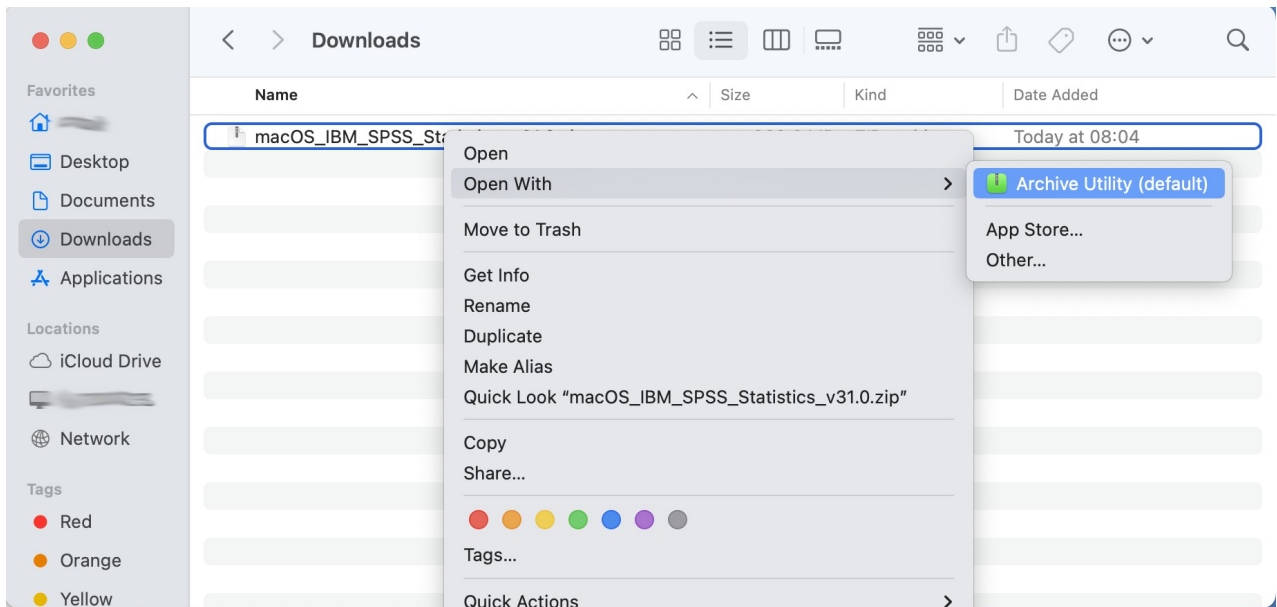 Downloads
Favorites
Desktop
Documents
Downloads
Applications
Locations
iCloud Drive
Network
Tags
Red
Orange
Yellow
Name Size Kind Date Added
macOS_IBM_SPSS_Sta Today at 08:04
Open
Open With
Move to Trash
Get Info
Rename
Duplicate
Make Alias
Quick Look “macOS_IBM_SPSS_Statistics_v31.0.zip”
Copy
Share...
Tags...
Quick Actions
Archive Utility (default)
App Store...
Other...